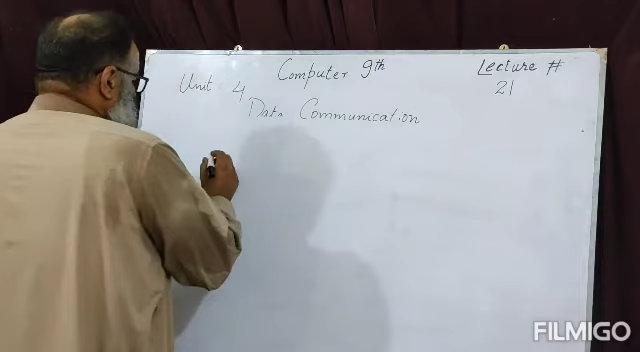 Computer 9th
Lecture #
21
Unit 4
Data Communication
FILMIGO